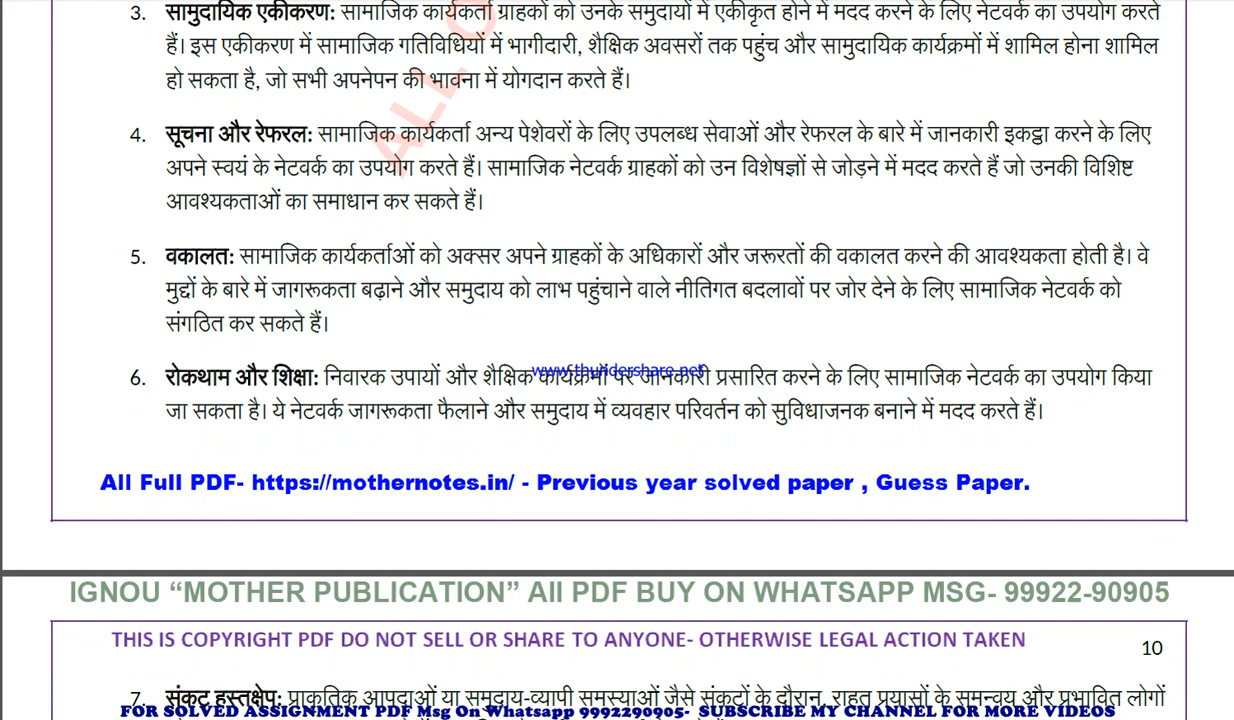 3. सामुदायिक एकीकरण: सामाजिक कार्यकर्ता ग्राहकों को उनके समुदायों में एकीकृत होने में मदद करने के लिए नेटवर्क का उपयोग करते
हैं। इस एकीकरण में सामाजिक गतिविधियों में भागीदारी, शैक्षिक अवसरों तक पहुंच और सामुदायिक कार्यक्रमों में शामिल होना शामिल
हो सकता है, जो सभी अपनेपन की भावना में योगदान करते हैं।
ALL O
4. सूचना और रेफरल: सामाजिक कार्यकर्ता अन्य पेशेवरों के लिए उपलब्ध सेवाओं और रेफरल के बारे में जानकारी इकट्ठा करने के लिए
अपने स्वयं के नेटवर्क का उपयोग करते हैं। सामाजिक नेटवर्क ग्राहकों को उन विशेषज्ञों से जोड़ने में मदद करते हैं जो उनकी विशिष्ट
आवश्यकताओं का समाधान कर सकते हैं।
5. वकालत: सामाजिक कार्यकर्ताओं को अक्सर अपने ग्राहकों के अधिकारों और जरूरतों की वकालत करने की आवश्यकता होती है। वे
मुद्दों के बारे में जागरूकता बढ़ाने और समुदाय को लाभ पहुंचाने वाले नीतिगत बदलावों पर जोर देने के लिए सामाजिक नेटवर्क को
संगठित कर सकते हैं।
www.thundershare.net
6. रोकथाम और शिक्षा: निवारक उपायों और शैक्षिक कार्यक्रमों पर जानकारी प्रसारित करने के लिए सामाजिक नेटवर्क का उपयोग किया
जा सकता है। ये नेटवर्क जागरूकता फैलाने और समुदाय में व्यवहार परिवर्तन को सुविधाजनक बनाने में मदद करते हैं।
All Full PDF- https://mothernotes.in/ - Previous year solved paper , Guess Paper.
IGNOU “MOTHER PUBLICATION” All PDF BUY ON WHATSAPP MSG- 99922-90905
THIS IS COPYRIGHT PDF DO NOT SELL OR SHARE TO ANYONE- OTHERWISE LEGAL ACTION TAKEN
10
7. संकट हस्तक्षेप: प्राकृतिक आपदाओं या समुदाय-व्यापी समस्याओं जैसे संकटों के दौरान, राहत प्रयासों के समन्वय और प्रभावित लोगों
FOR SOLVED ASSIGNMENT PDF Msg On Whatsapp 9992290905- SUBSCRIBE MY CHANNEL FOR MORE VIDEOS